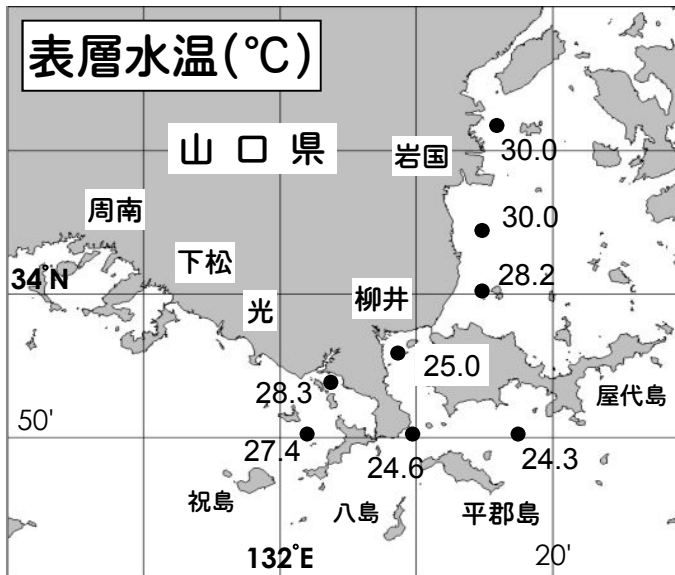 表層水温(℃)
山口県
岩国
30.0
周南
30.0
下松
34°N
28.2
光
柳井
25.0
28.3
屋代島
50'
27.4
24.6
24.3
祝島
八島
平郡島
132°E
20'